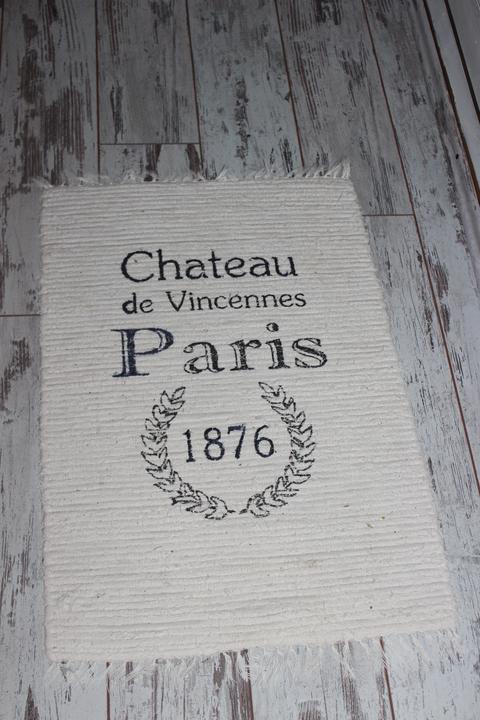 Chateau
de Vincennes
Paris
1876